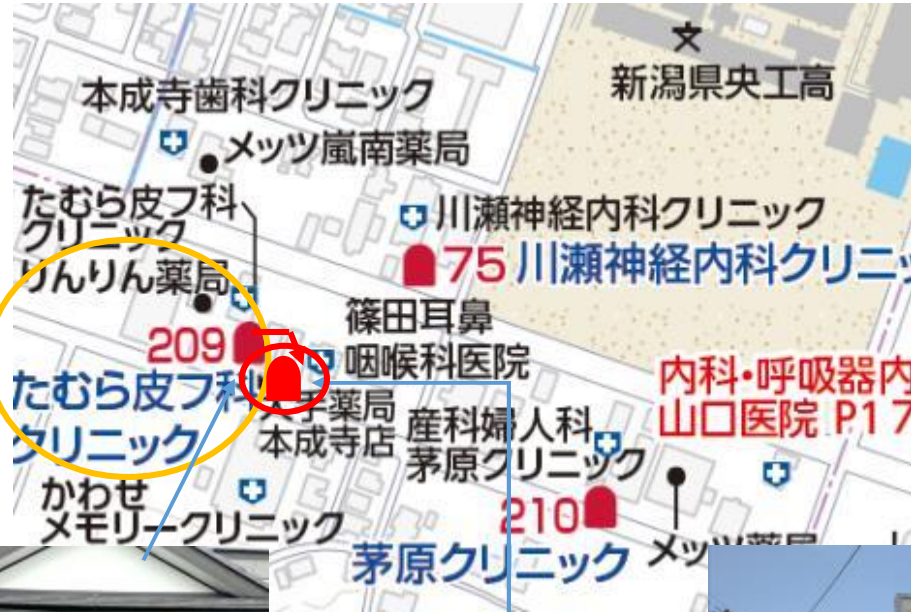 新潟県央工高
本成寺歯科クリニック
メッツ嵐南薬局
たむら皮フ科
クリニック
りんりん薬局
川瀬神経内科クリニック
75 川瀬神経内科クリニ
209
たむら皮フ科
クリニック
篠田耳鼻
咽喉科医院
手薬局
本成寺店
内科・呼吸器内
山口医院 P17
産科婦人科
茅原クリニック
かわせ
メモリークリニック
210
茅原クリニック
メッツ薬局